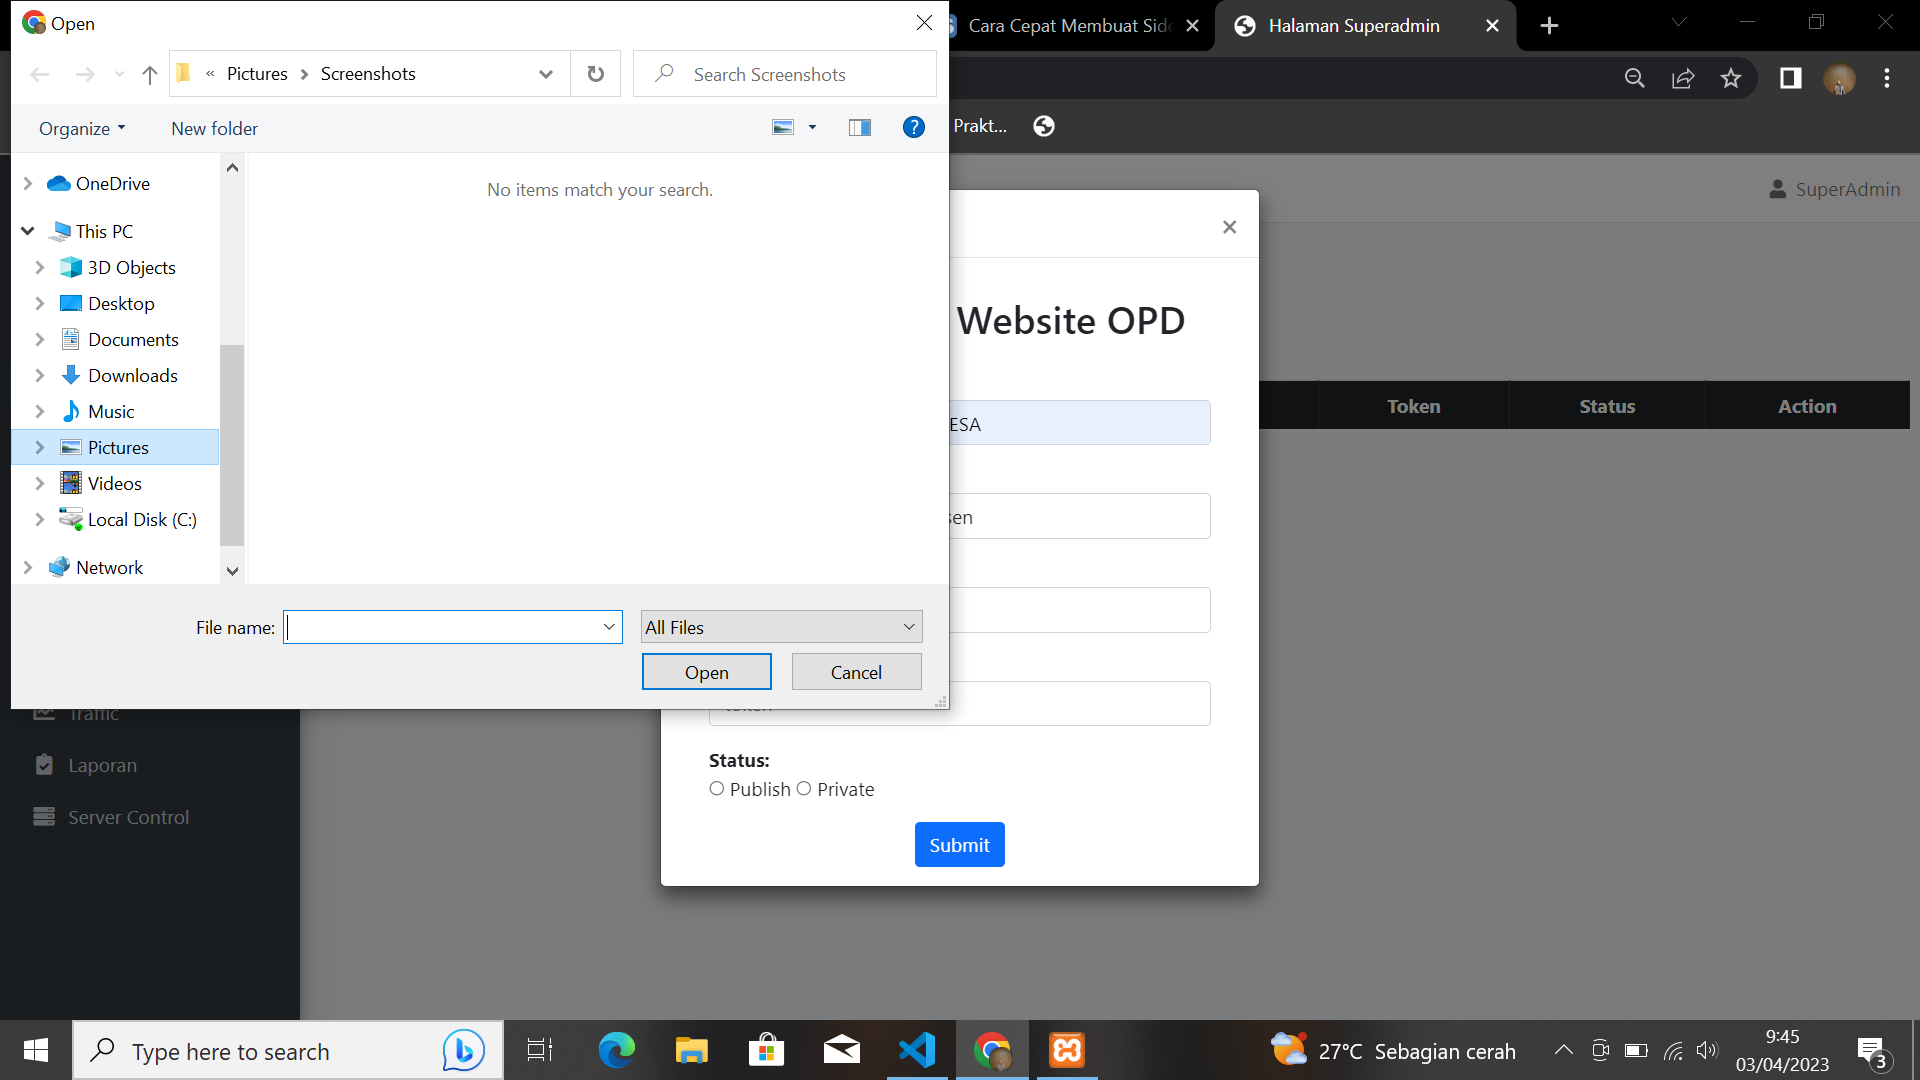 Open
Cara Cepat Membuat Side
Halaman Superadmin
« Pictures > Screenshots
Search Screenshots
Organize
New folder
Prakt...
OneDrive
No items match your search.
SuperAdmin
This PC
3D Objects
Desktop
Website OPD
Documents
Downloads
Music
Token
Status
Action
ESA
Pictures
Videos
Local Disk (C:)
sen
Network
File name:
All Files
Open
Cancel
Traffic
token
Status:
Laporan
Publish
Private
Server Control
Submit
Type here to search
27°C Sebagian cerah
9:45
03/04/2023
3